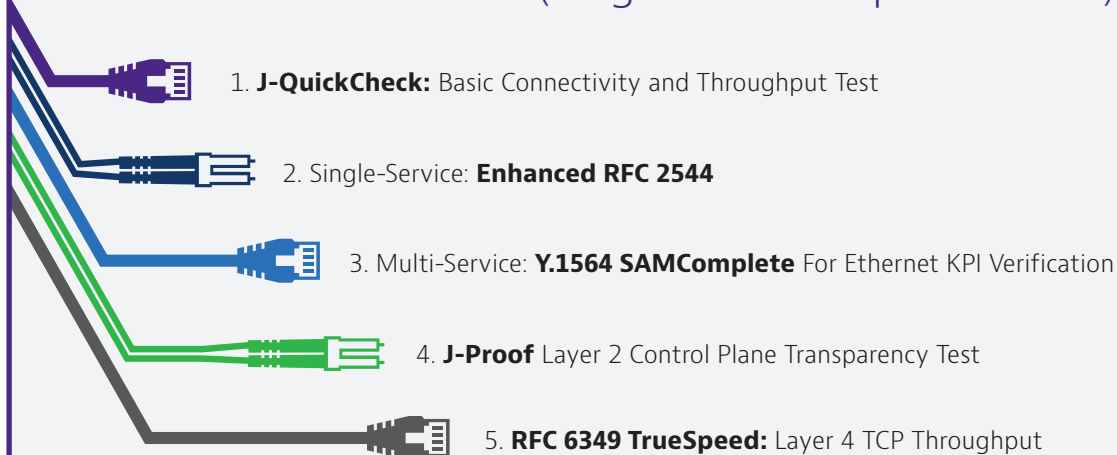 1. J-QuickCheck: Basic Connectivity and Throughput Test
2. Single-Service: Enhanced RFC 2544
3. Multi-Service: Y.1564 SAMComplete For Ethernet KPI Verification
4. J-Proof Layer 2 Control Plane Transparency Test
5. RFC 6349 TrueSpeed: Layer 4 TCP Throughput